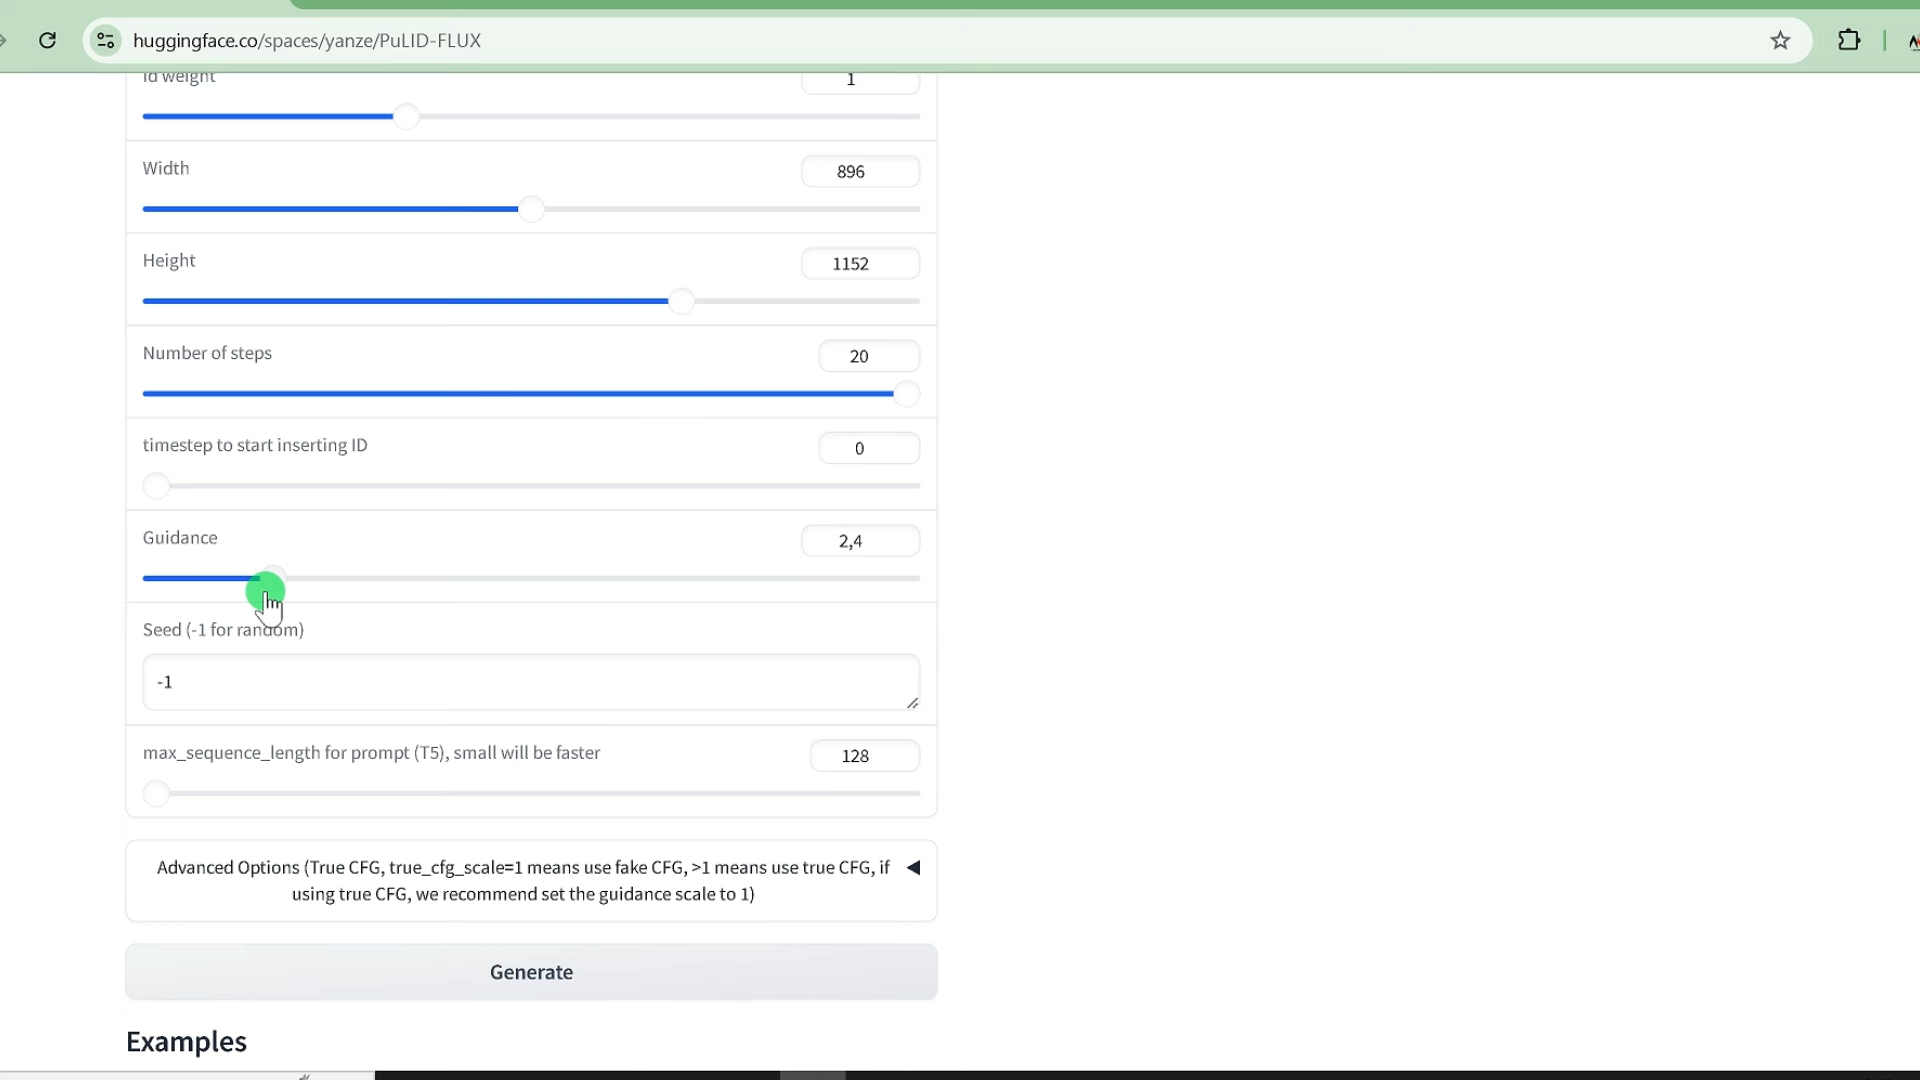 huggingface.co/spaces/yanze/PuLID-FLUX
Id weight
1
Width
896
Height
1152
Number of steps
20
timestep to start inserting ID
0
Guidance
2,4
Seed (-1 for random)
-1
max_sequence_length for prompt (T5), small will be faster
128
Advanced Options (True CFG, true_cfg_scale=1 means use fake CFG, >1 means use true CFG, if
using true CFG, we recommend set the guidance scale to 1)
Generate
Examples